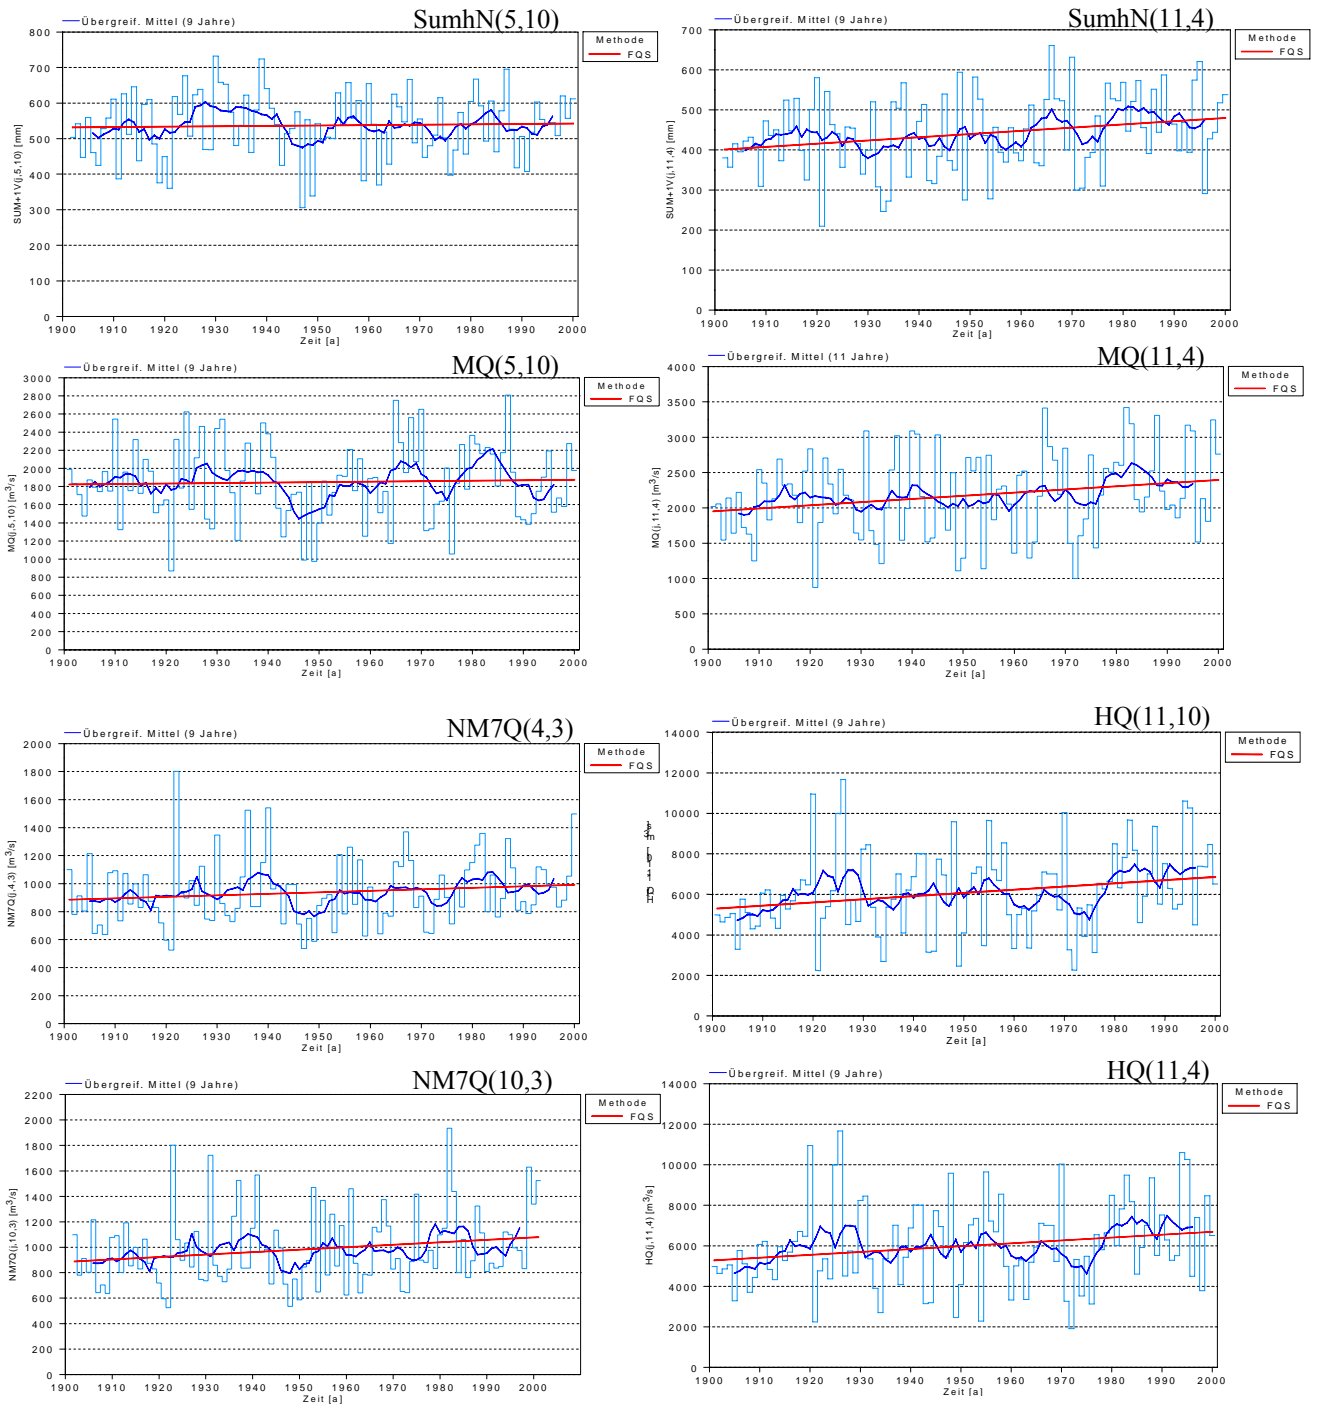 SumhN(5,10)
Übergreif. Mittel (9 Jahre)
Methode
FQS
SUM+1V(j,5,10) [mm]
800
700
600
500
400
300
200
100
0
1900 1910 1920 1930 1940 1950 1960 1970 1980 1990 2000
Zeit [a]
SumhN(11,4)
Übergreif. Mittel (9 Jahre)
Methode
FQS
SUM+1V(j,11,4) [mm]
700
600
500
400
300
200
100
0
1900 1910 1920 1930 1940 1950 1960 1970 1980 1990 2000
Zeit [a]
MQ(5,10)
Übergreif. Mittel (9 Jahre)
Methode
FQS
MQ(j,5,10) [m³/s]
3000
2800
2600
2400
2200
2000
1800
1600
1400
1200
1000
800
600
400
200
0
1900 1910 1920 1930 1940 1950 1960 1970 1980 1990 2000
Zeit [a]
MQ(11,4)
Übergreif. Mittel (11 Jahre)
Methode
FQS
MQ(j,11,4) [m³/s]
4000
3500
3000
2500
2000
1500
1000
500
0
1900 1910 1920 1930 1940 1950 1960 1970 1980 1990 2000
Zeit [a]
NM7Q(4,3)
Übergreif. Mittel (9 Jahre)
Methode
FQS
NM7Q(j,4,3) [m³/s]
2000
1800
1600
1400
1200
1000
800
600
400
200
0
1900 1910 1920 1930 1940 1950 1960 1970 1980 1990 2000
Zeit [a]
HQ(11,10)
Übergreif. Mittel (9 Jahre)
Methode
FQS
14000
12000
10000
8000
6000
4000
2000
0
1900 1910 1920 1930 1940 1950 1960 1970 1980 1990 2000
Zeit [a]
NM7Q(10,3)
Übergreif. Mittel (9 Jahre)
Methode
FQS
NM7Q(j,10,3) [m³/s]
2200
2000
1800
1600
1400
1200
1000
800
600
400
200
0
1900 1910 1920 1930 1940 1950 1960 1970 1980 1990 2000
Zeit [a]
HQ(11,4)
Übergreif. Mittel (9 Jahre)
Methode
FQS
HQ(j,11,4) [m³/s]
14000
12000
10000
8000
6000
4000
2000
0
1900 1910 1920 1930 1940 1950 1960 1970 1980 1990 2000
Zeit [a]